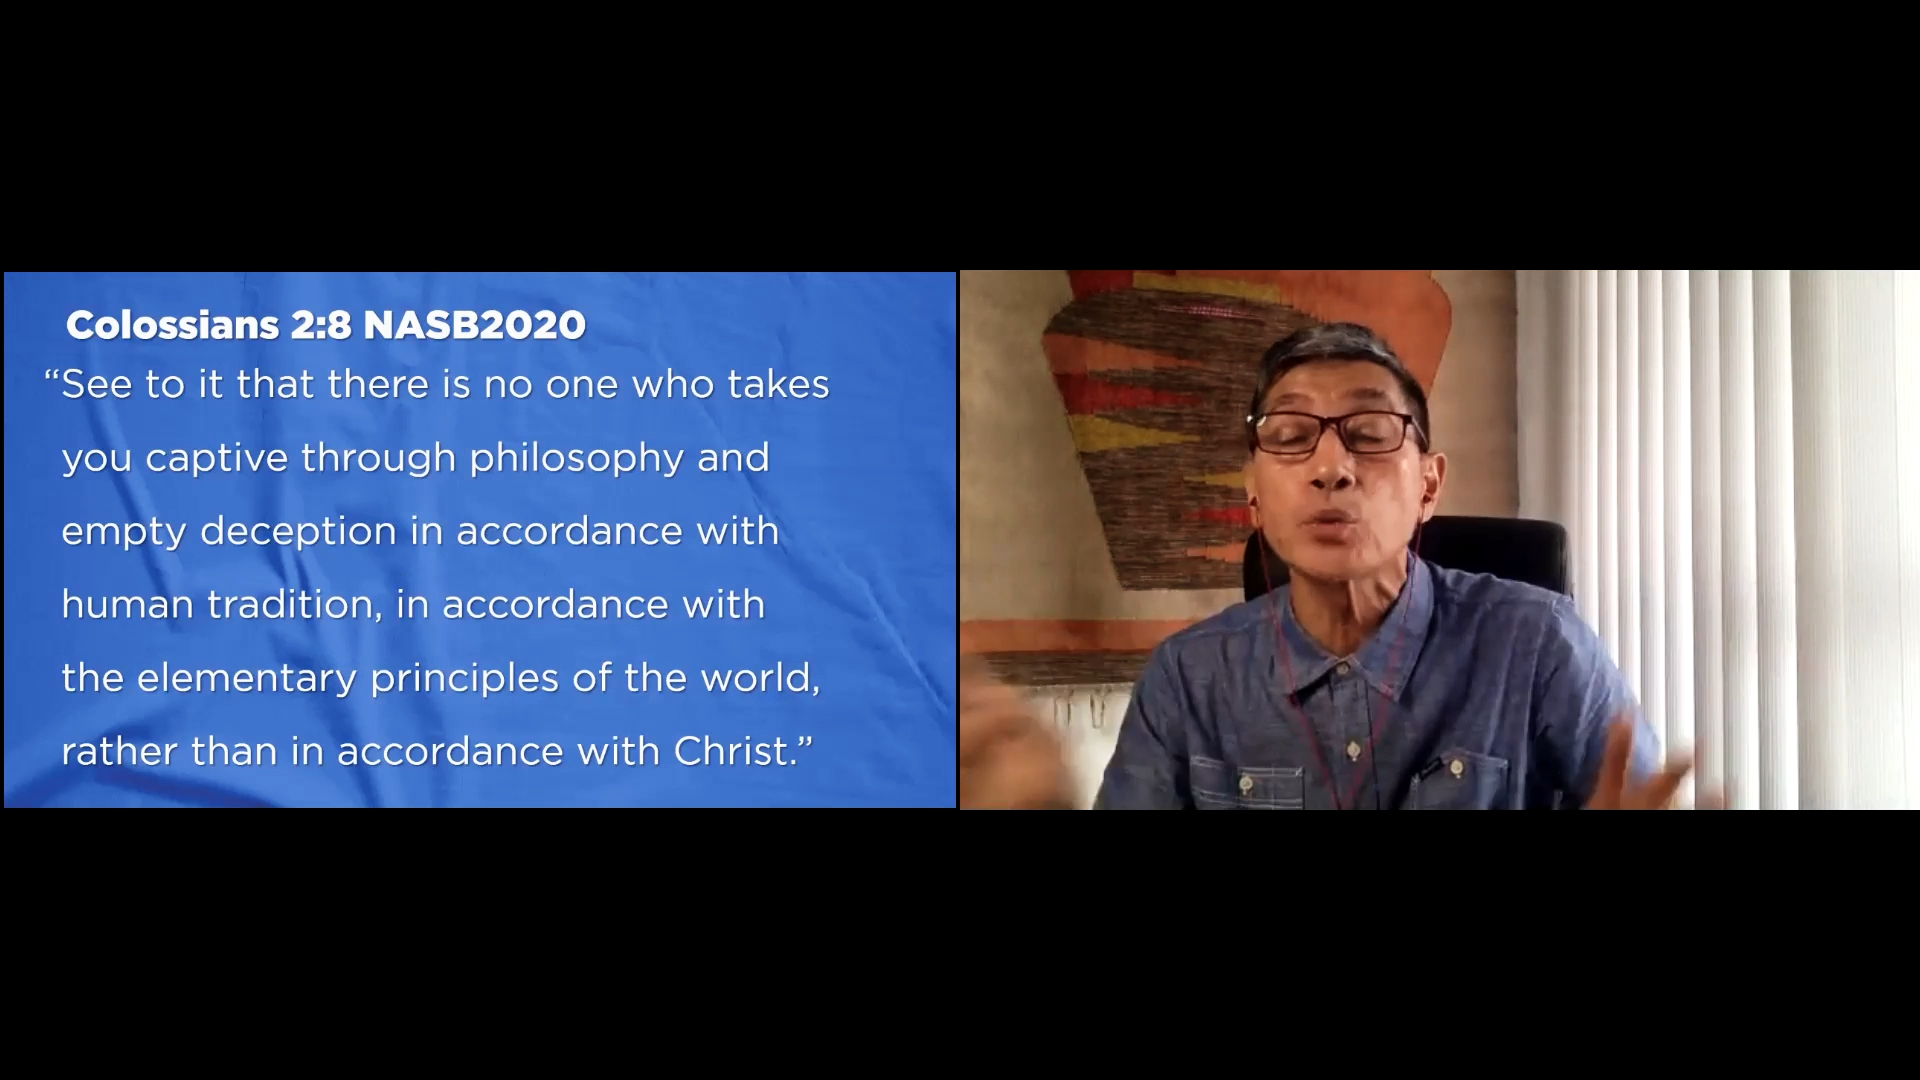 Colossians 2:8 NASB2020
“See to it that there is no one who takes
you captive through philosophy and
empty deception in accordance with
human tradition, in accordance with
the elementary principles of the world,
rather than in accordance with Christ.”